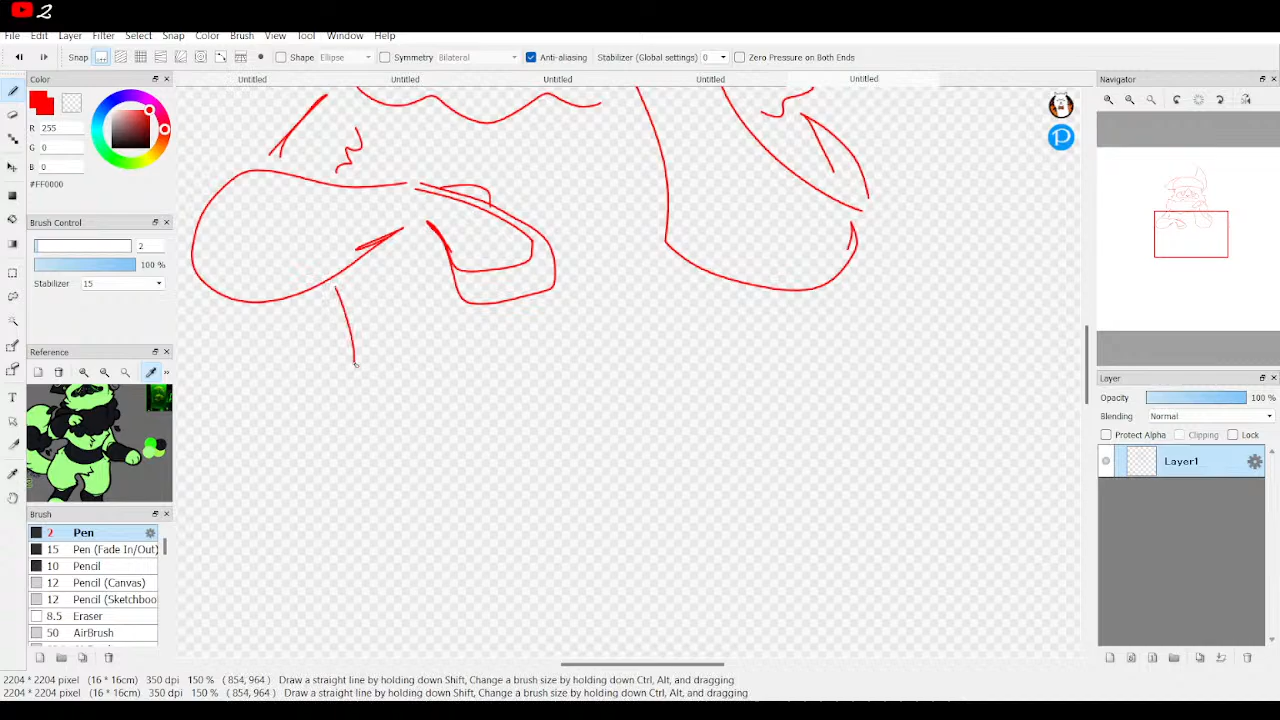 2
File Edit Layer Filter Select Snap Color Brush View Tool Window Help
Snap Shape Ellipse Symmetry Bilateral Anti-aliasing Stabilizer (Global settings) 0 Zero Pressure on Both Ends
Color
Untitled Untitled Untitled Untitled Untitled
Navigator
R 255
G 0
B 0
#FF0000
P
Brush Control
2
100 %
Stabilizer 15
Reference
Layer
Opacity 100 %
Blending Normal
Protect Alpha Clipping Lock
Layer1
Brush
2 Pen
15 Pen (Fade In/Out)
10 Pencil
12 Pencil (Canvas)
12 Pencil (Sketchboo
8.5 Eraser
50 AirBrush
2204 * 2204 pixel (16 * 16cm) 350 dpi 150 % ( 854, 964 ) Draw a straight line by holding down Shift, Change a brush size by holding down Ctrl, Alt, and dragging
2204 * 2204 pixel (16 * 16cm) 350 dpi 150 % ( 854, 964 ) Draw a straight line by holding down Shift, Change a brush size by holding down Ctrl, Alt, and dragging